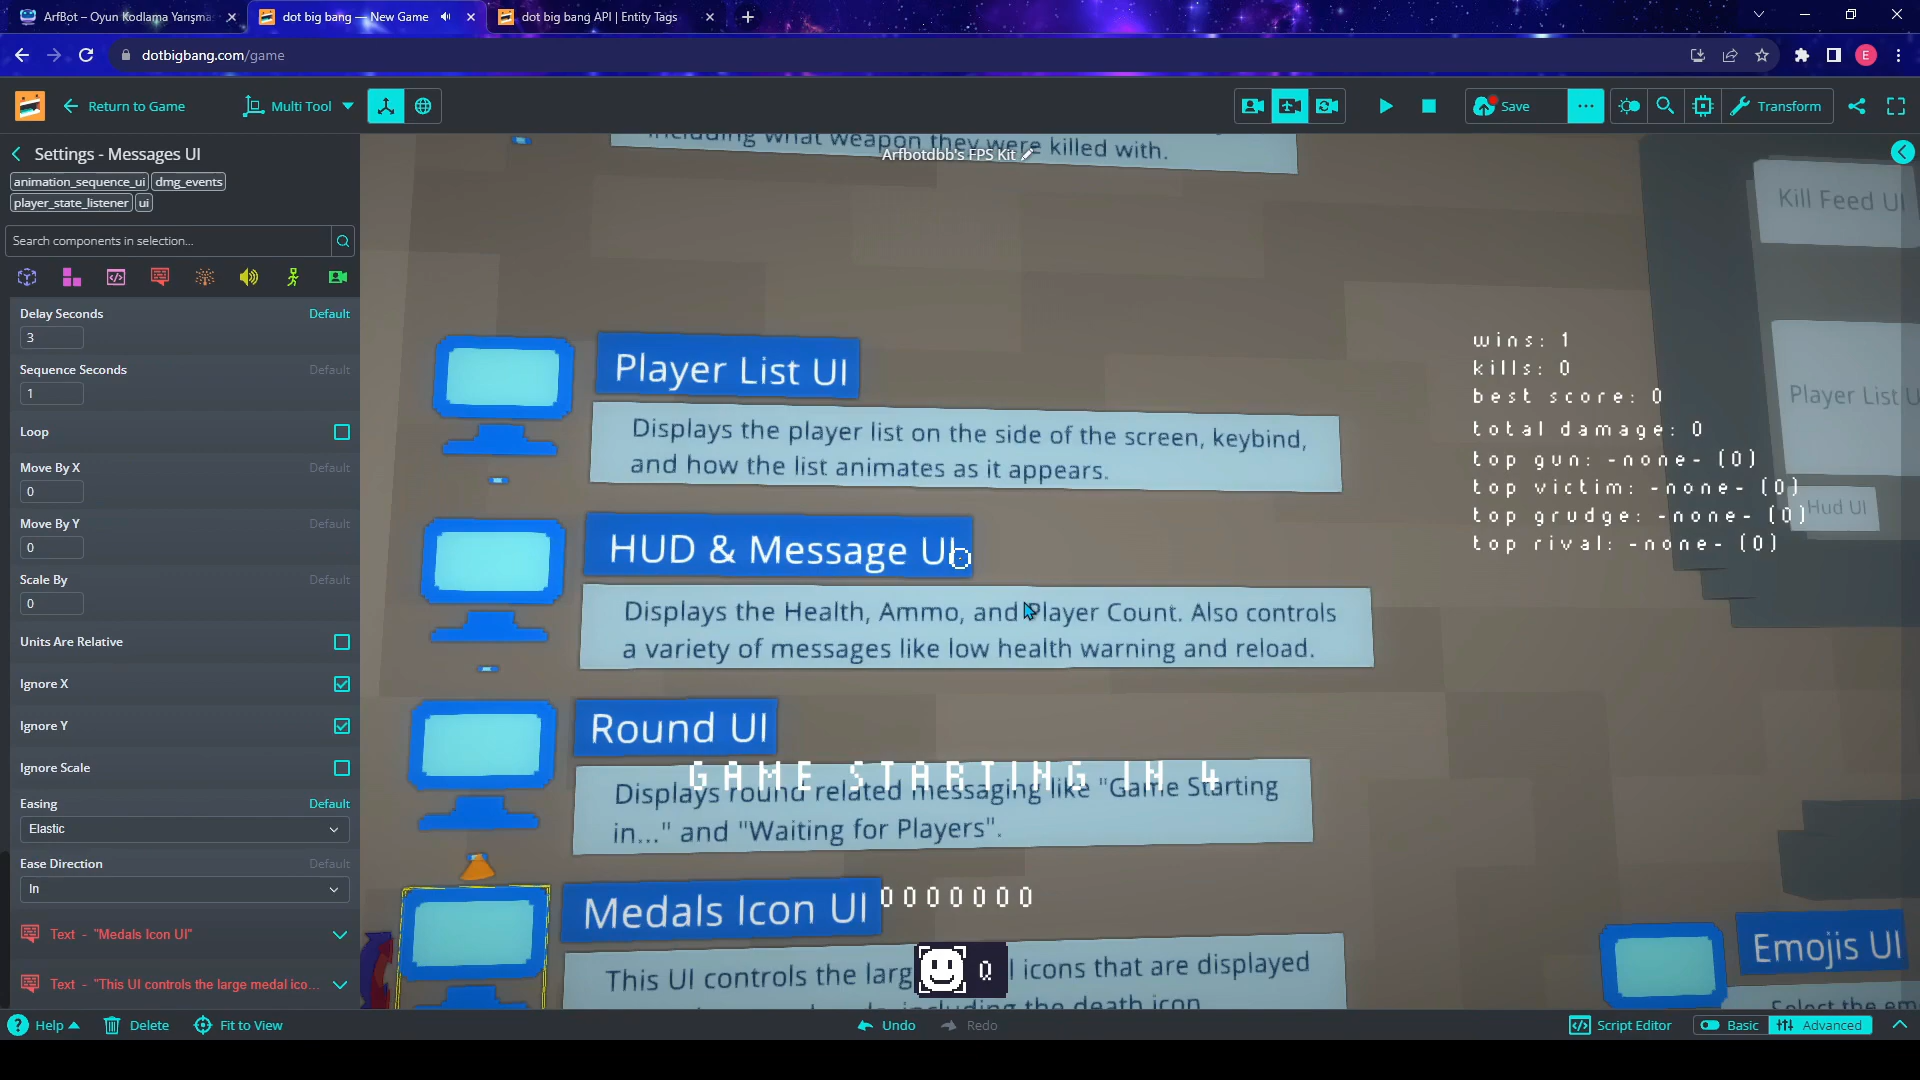 ArfBot – Oyun Kodlama Yarışma
dot big bang — New Game
dot big bang API | Entity Tags
dotbigbang.com/game
E
Return to Game
Multi Tool
Save
Transform
Settings - Messages UI
animation_sequence_ui dmg_events
player_state_listener ui
Search components in selection...
Delay Seconds Default
3
Sequence Seconds Default
1
Loop
Move By X Default
0
Move By Y Default
0
Scale By Default
0
Units Are Relative
Ignore X
Ignore Y
Ignore Scale
Easing Default
Elastic
Ease Direction Default
In
Text - "Medals Icon UI"
Text - "This UI controls the large medal ico...
including what weapon they were killed with.
Arfbotdbb's FPS Kit
Player List UI
Displays the player list on the side of the screen, keybind,
and how the list animates as it appears.
HUD & Message UI
Displays the Health, Ammo, and Player Count. Also controls
a variety of messages like low health warning and reload.
Round UI
GAME STARTING IN 4
Displays round related messaging like "Game Starting
in..." and "Waiting for Players".
Medals Icon UI
0000000
This UI controls the larg
l icons that are displayed
including the death icon
Q
Kill Feed UI
Player List U
Hud UI
wins: 1
kills: 0
best score: 0
total damage: 0
top gun: -none- (0)
top victim: -none- (0)
top grudge: -none- (0)
top rival: -none- (0)
Emojis UI
Select the em
Help
Delete
Fit to View
Undo
Redo
Script Editor
Basic
Advanced